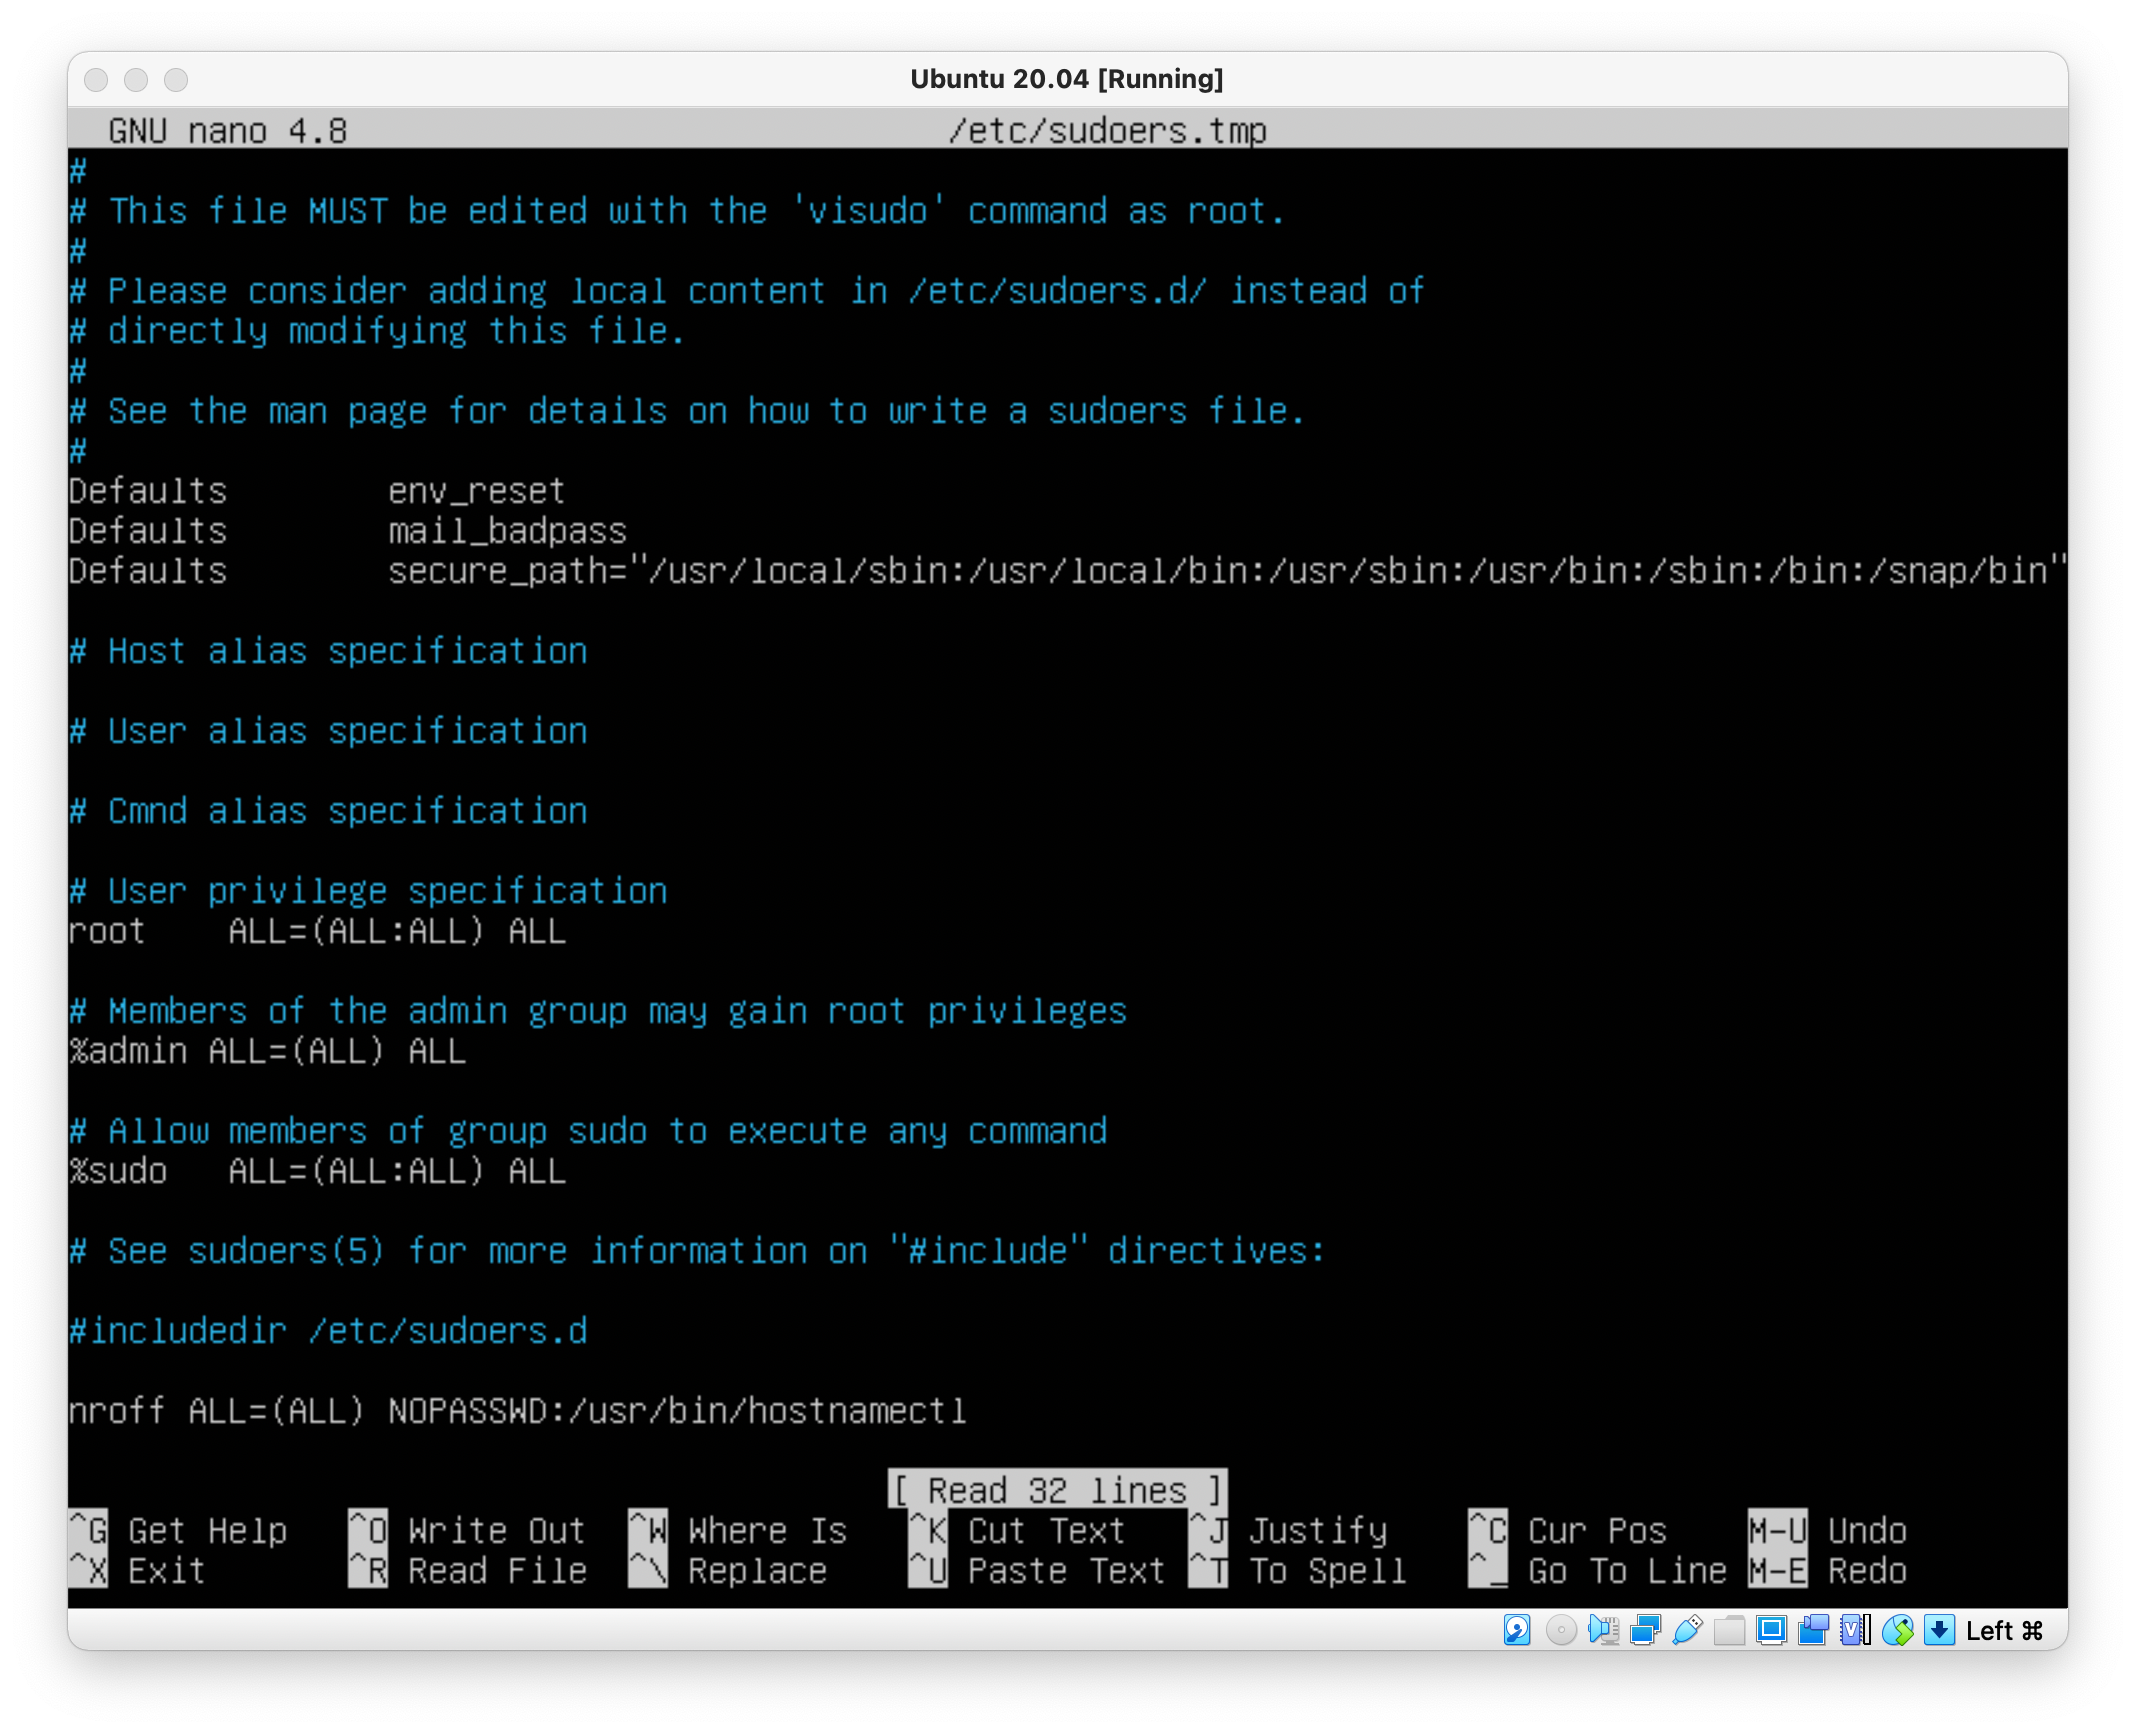 Ubuntu 20.04 [Running]
GNU nano 4.8 /etc/sudoers.tmp
#
# This file MUST be edited with the 'visudo' command as root.
#
# Please consider adding local content in /etc/sudoers.d/ instead of
# directly modifying this file.
#
# See the man page for details on how to write a sudoers file.
#
Defaults        env_reset
Defaults        mail_badpass
Defaults        secure_path="/usr/local/sbin:/usr/local/bin:/usr/sbin:/usr/bin:/sbin:/bin:/snap/bin"
# Host alias specification
# User alias specification
# Cmnd alias specification
# User privilege specification
root    ALL=(ALL:ALL) ALL
# Members of the admin group may gain root privileges
%admin ALL=(ALL) ALL
# Allow members of group sudo to execute any command
%sudo   ALL=(ALL:ALL) ALL
# See sudoers(5) for more information on "#include" directives:
#includedir /etc/sudoers.d
nroff ALL=(ALL) NOPASSWD:/usr/bin/hostnamectl
[ Read 32 lines ]
^G Get Help ^O Write Out ^W Where Is ^K Cut Text ^J Justify ^C Cur Pos M-U Undo
^X Exit ^R Read File ^\ Replace ^U Paste Text ^T To Spell ^_ Go To Line M-E Redo
Left ⌘